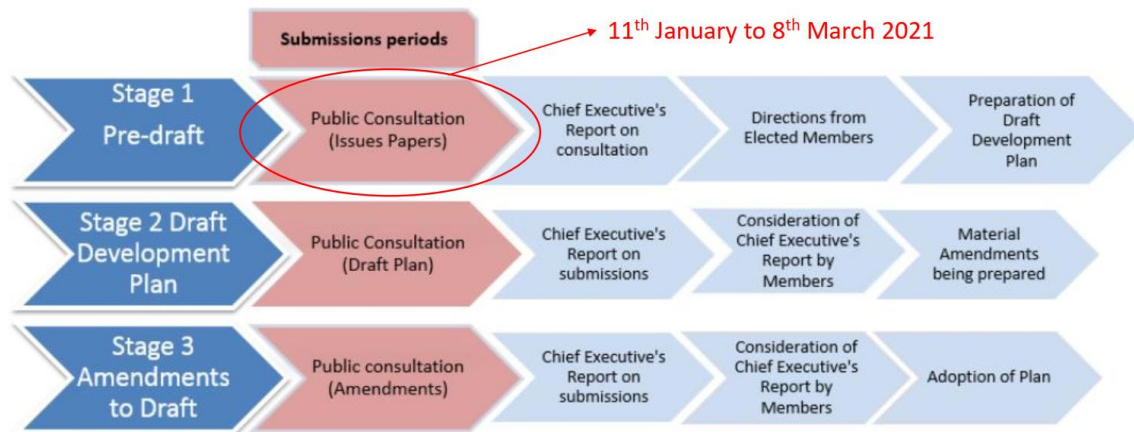 Submissions periods
11th January to 8th March 2021
Stage 1
Pre-draft
Public Consultation
(Issues Papers)
Chief Executive's
Report on
consultation
Directions from
Elected Members
Preparation of
Draft
Development
Plan
Stage 2 Draft
Development
Plan
Public Consultation
(Draft Plan)
Chief Executive's
Report on
submissions
Consideration of
Chief Executive's
Report by
Members
Material
Amendments
being prepared
Stage 3
Amendments
to Draft
Public consultation
(Amendments)
Chief Executive's
Report on
submissions
Consideration of
Chief Executive's
Report by
Members
Adoption of Plan